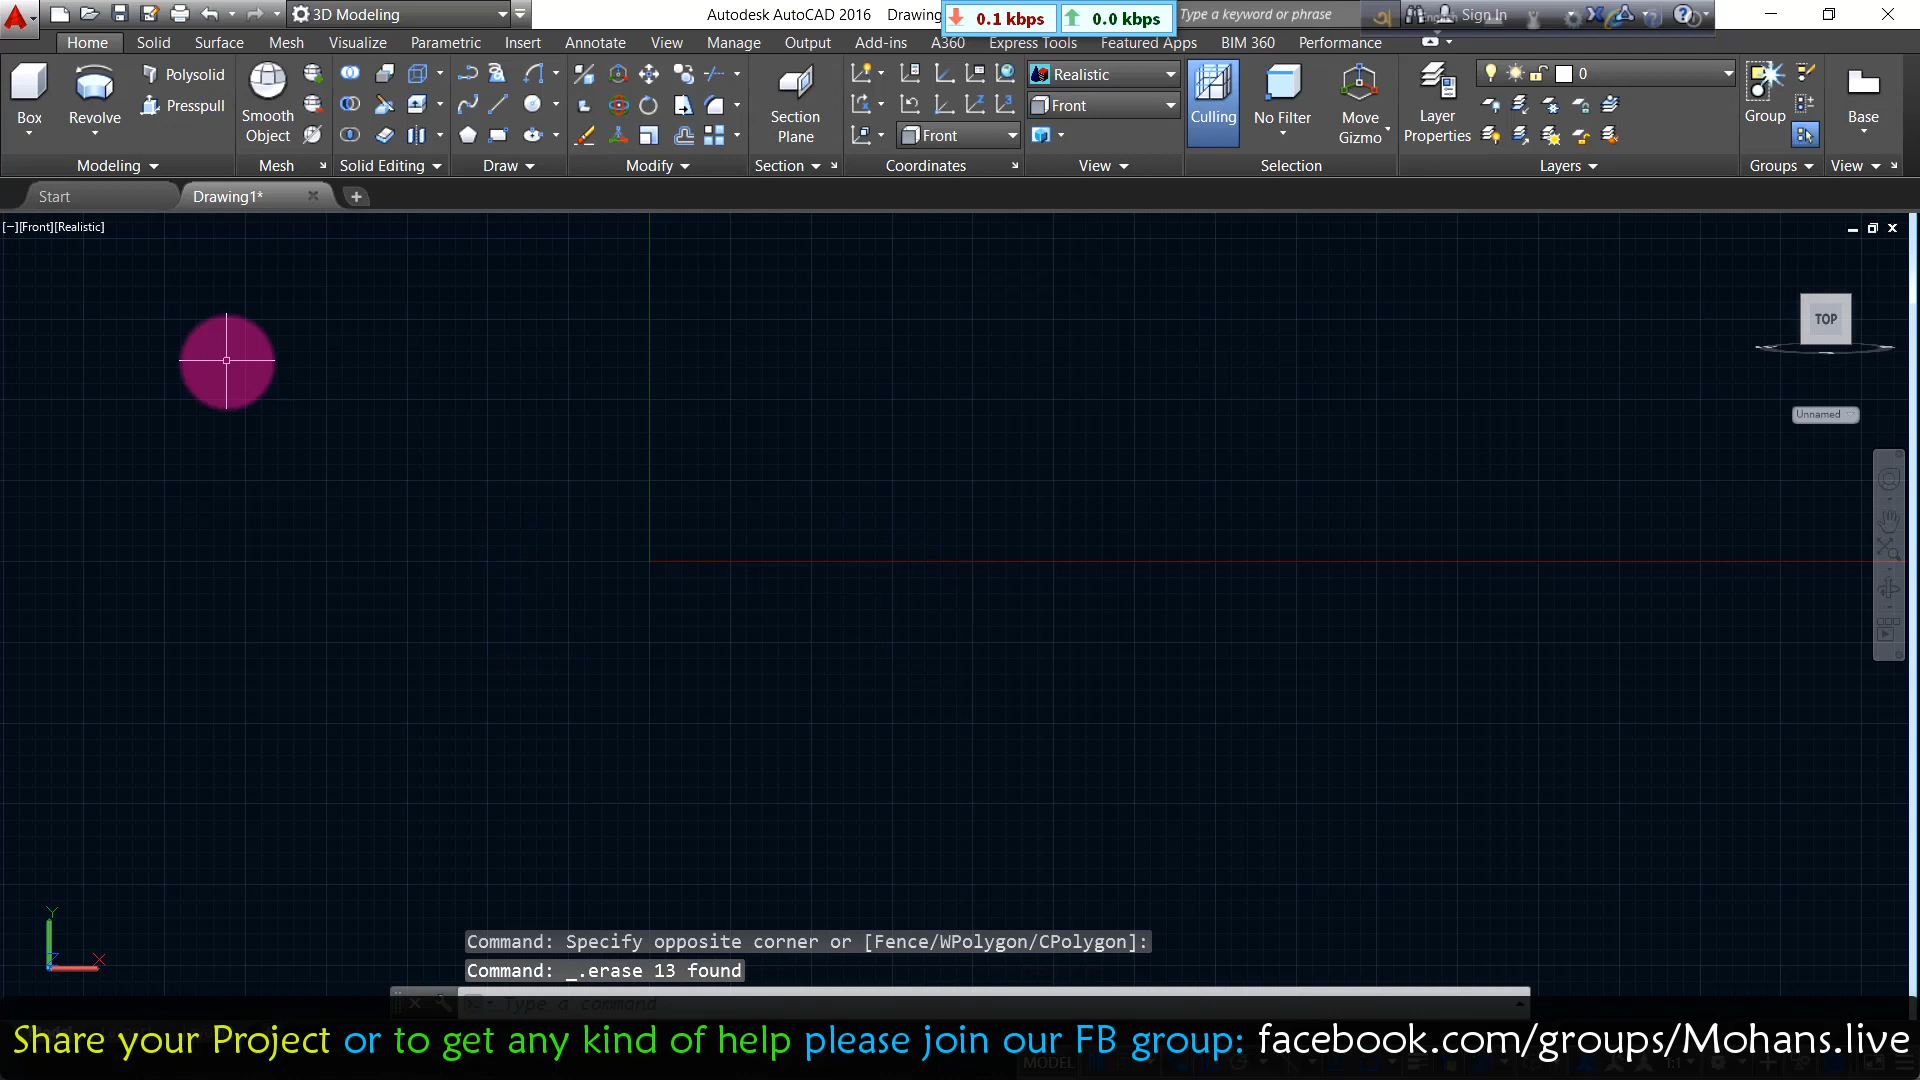 3D Modeling
Autodesk AutoCAD 2016 Drawing
0.1 kbps
0.0 kbps
Type a keyword or phrase
Sign In
Home Solid Surface Mesh Visualize Parametric Insert Annotate View Manage Output Add-ins A360 Express Tools Featured Apps BIM 360 Performance
Polysolid
Presspull
Box
Revolve
Smooth
Object
Section
Plane
Realistic
Front
Front
Culling
No Filter
Move
Gizmo
Layer
Properties
0
Group
Base
Modeling
Mesh
Solid Editing
Draw
Modify
Section
Coordinates
View
Selection
Layers
Groups
View
Start
Drawing1*
[−][Front][Realistic]
TOP
Unnamed
Y
X
Command: Specify opposite corner or [Fence/WPolygon/CPolygon]:
Command: _.erase 13 found
Type a command
Share your Project or to get any kind of help please join our FB group: facebook.com/groups/Mohans.live
MODEL
1:1